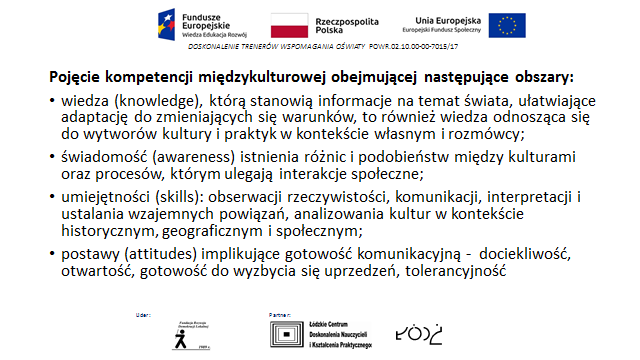 Fundusze
Europejskie
Wiedza Edukacja Rozwój
Rzeczpospolita
Polska
Unia Europejska
Europejski Fundusz Społeczny
DOSKONALENIE TRENERÓW WSPOMAGANIA OŚWIATY POWR.02.10.00-00-7015/17
Pojęcie kompetencji międzykulturowej obejmującej następujące obszary:
• wiedza (knowledge), którą stanowią informacje na temat świata, ułatwiające
adaptację do zmieniających się warunków, to również wiedza odnosząca się
do wytworów kultury i praktyk w kontekście własnym i rozmówcy;
• świadomość (awareness) istnienia różnic i podobieństw między kulturami
oraz procesów, którym ulegają interakcje społeczne;
• umiejętności (skills): obserwacji rzeczywistości, komunikacji, interpretacji i
ustalania wzajemnych powiązań, analizowania kultur w kontekście
historycznym, geograficznym i społecznym;
• postawy (attitudes) implikujące gotowość komunikacyjną - dociekliwość,
otwartość, gotowość do wyzbycia się uprzedzeń, tolerancyjność
Lider:
Partner:
Fundacja Rozwoju
Demokracji Lokalnej
Łódzkie Centrum
Doskonalenia Nauczycieli
i Kształcenia Praktycznego